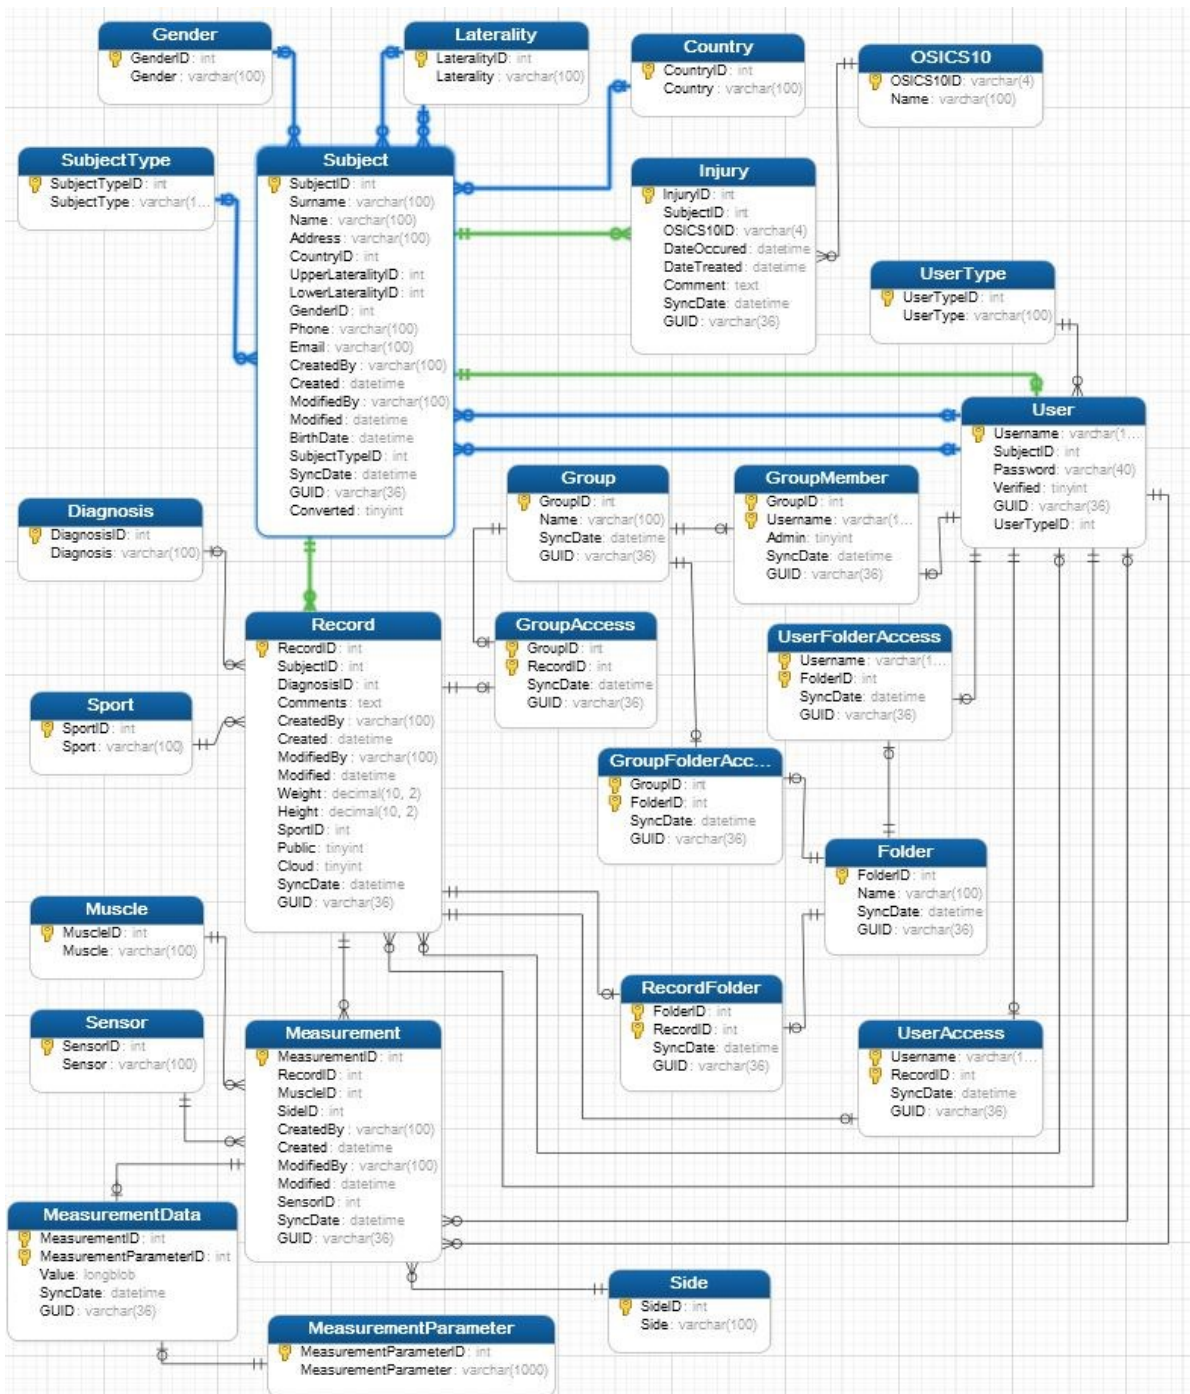 Gender
GenderID: int
Gender: varchar(100)
Laterality
LateralityID: int
Laterality: varchar(100)
Country
CountryID: int
Country: varchar(100)
OSICS10
OSICS10ID: varchar(4)
Name: varchar(100)
SubjectType
SubjectTypeID: int
SubjectType: varchar(1...
Subject
SubjectID: int
Surname: varchar(100)
Name: varchar(100)
Address: varchar(100)
CountryID: int
UpperLateralityID: int
LowerLateralityID: int
GenderID: int
Phone: varchar(100)
Email: varchar(100)
CreatedBy: varchar(100)
Created: datetime
ModifiedBy: varchar(100)
Modified: datetime
BirthDate: datetime
SubjectTypeID: int
SyncDate: datetime
GUID: varchar(36)
Converted: tinyint
Injury
InjuryID: int
SubjectID: int
OSICS10ID: varchar(4)
DateOccured: datetime
DateTreated: datetime
Comment: text
SyncDate: datetime
GUID: varchar(36)
UserType
UserTypeID: int
UserType: varchar(100)
User
Username: varchar(1...
SubjectID: int
Password: varchar(40)
Verified: tinyint
GUID: varchar(36)
UserTypeID: int
Group
GroupID: int
Name: varchar(100)
SyncDate: datetime
GUID: varchar(36)
GroupMember
GroupID: int
Username: varchar(1...
Admin: tinyint
SyncDate: datetime
GUID: varchar(36)
Diagnosis
DiagnosisID: int
Diagnosis: varchar(100)
Record
RecordID: int
SubjectID: int
DiagnosisID: int
Comments: text
CreatedBy: varchar(100)
Created: datetime
ModifiedBy: varchar(100)
Modified: datetime
Weight: decimal(10, 2)
Height: decimal(10, 2)
SportID: int
Public: tinyint
Cloud: tinyint
SyncDate: datetime
GUID: varchar(36)
GroupAccess
GroupID: int
RecordID: int
SyncDate: datetime
GUID: varchar(36)
UserFolderAccess
Username: varchar(1...
FolderID: int
SyncDate: datetime
GUID: varchar(36)
Sport
SportID: int
Sport: varchar(100)
GroupFolderAcc...
GroupID: int
FolderID: int
SyncDate: datetime
GUID: varchar(36)
Folder
FolderID: int
Name: varchar(100)
SyncDate: datetime
GUID: varchar(36)
Muscle
MuscleID: int
Muscle: varchar(100)
RecordFolder
FolderID: int
RecordID: int
SyncDate: datetime
GUID: varchar(36)
Sensor
SensorID: int
Sensor: varchar(100)
Measurement
MeasurementID: int
RecordID: int
MuscleID: int
SideID: int
CreatedBy: varchar(100)
Created: datetime
ModifiedBy: varchar(100)
Modified: datetime
SensorID: int
SyncDate: datetime
GUID: varchar(36)
UserAccess
Username: varchar(1...
RecordID: int
SyncDate: datetime
GUID: varchar(36)
MeasurementData
MeasurementID: int
MeasurementParameterID: int
Value: longblob
SyncDate: datetime
GUID: varchar(36)
Side
SideID: int
Side: varchar(100)
MeasurementParameter
MeasurementParameterID: int
MeasurementParameter: varchar(1000)